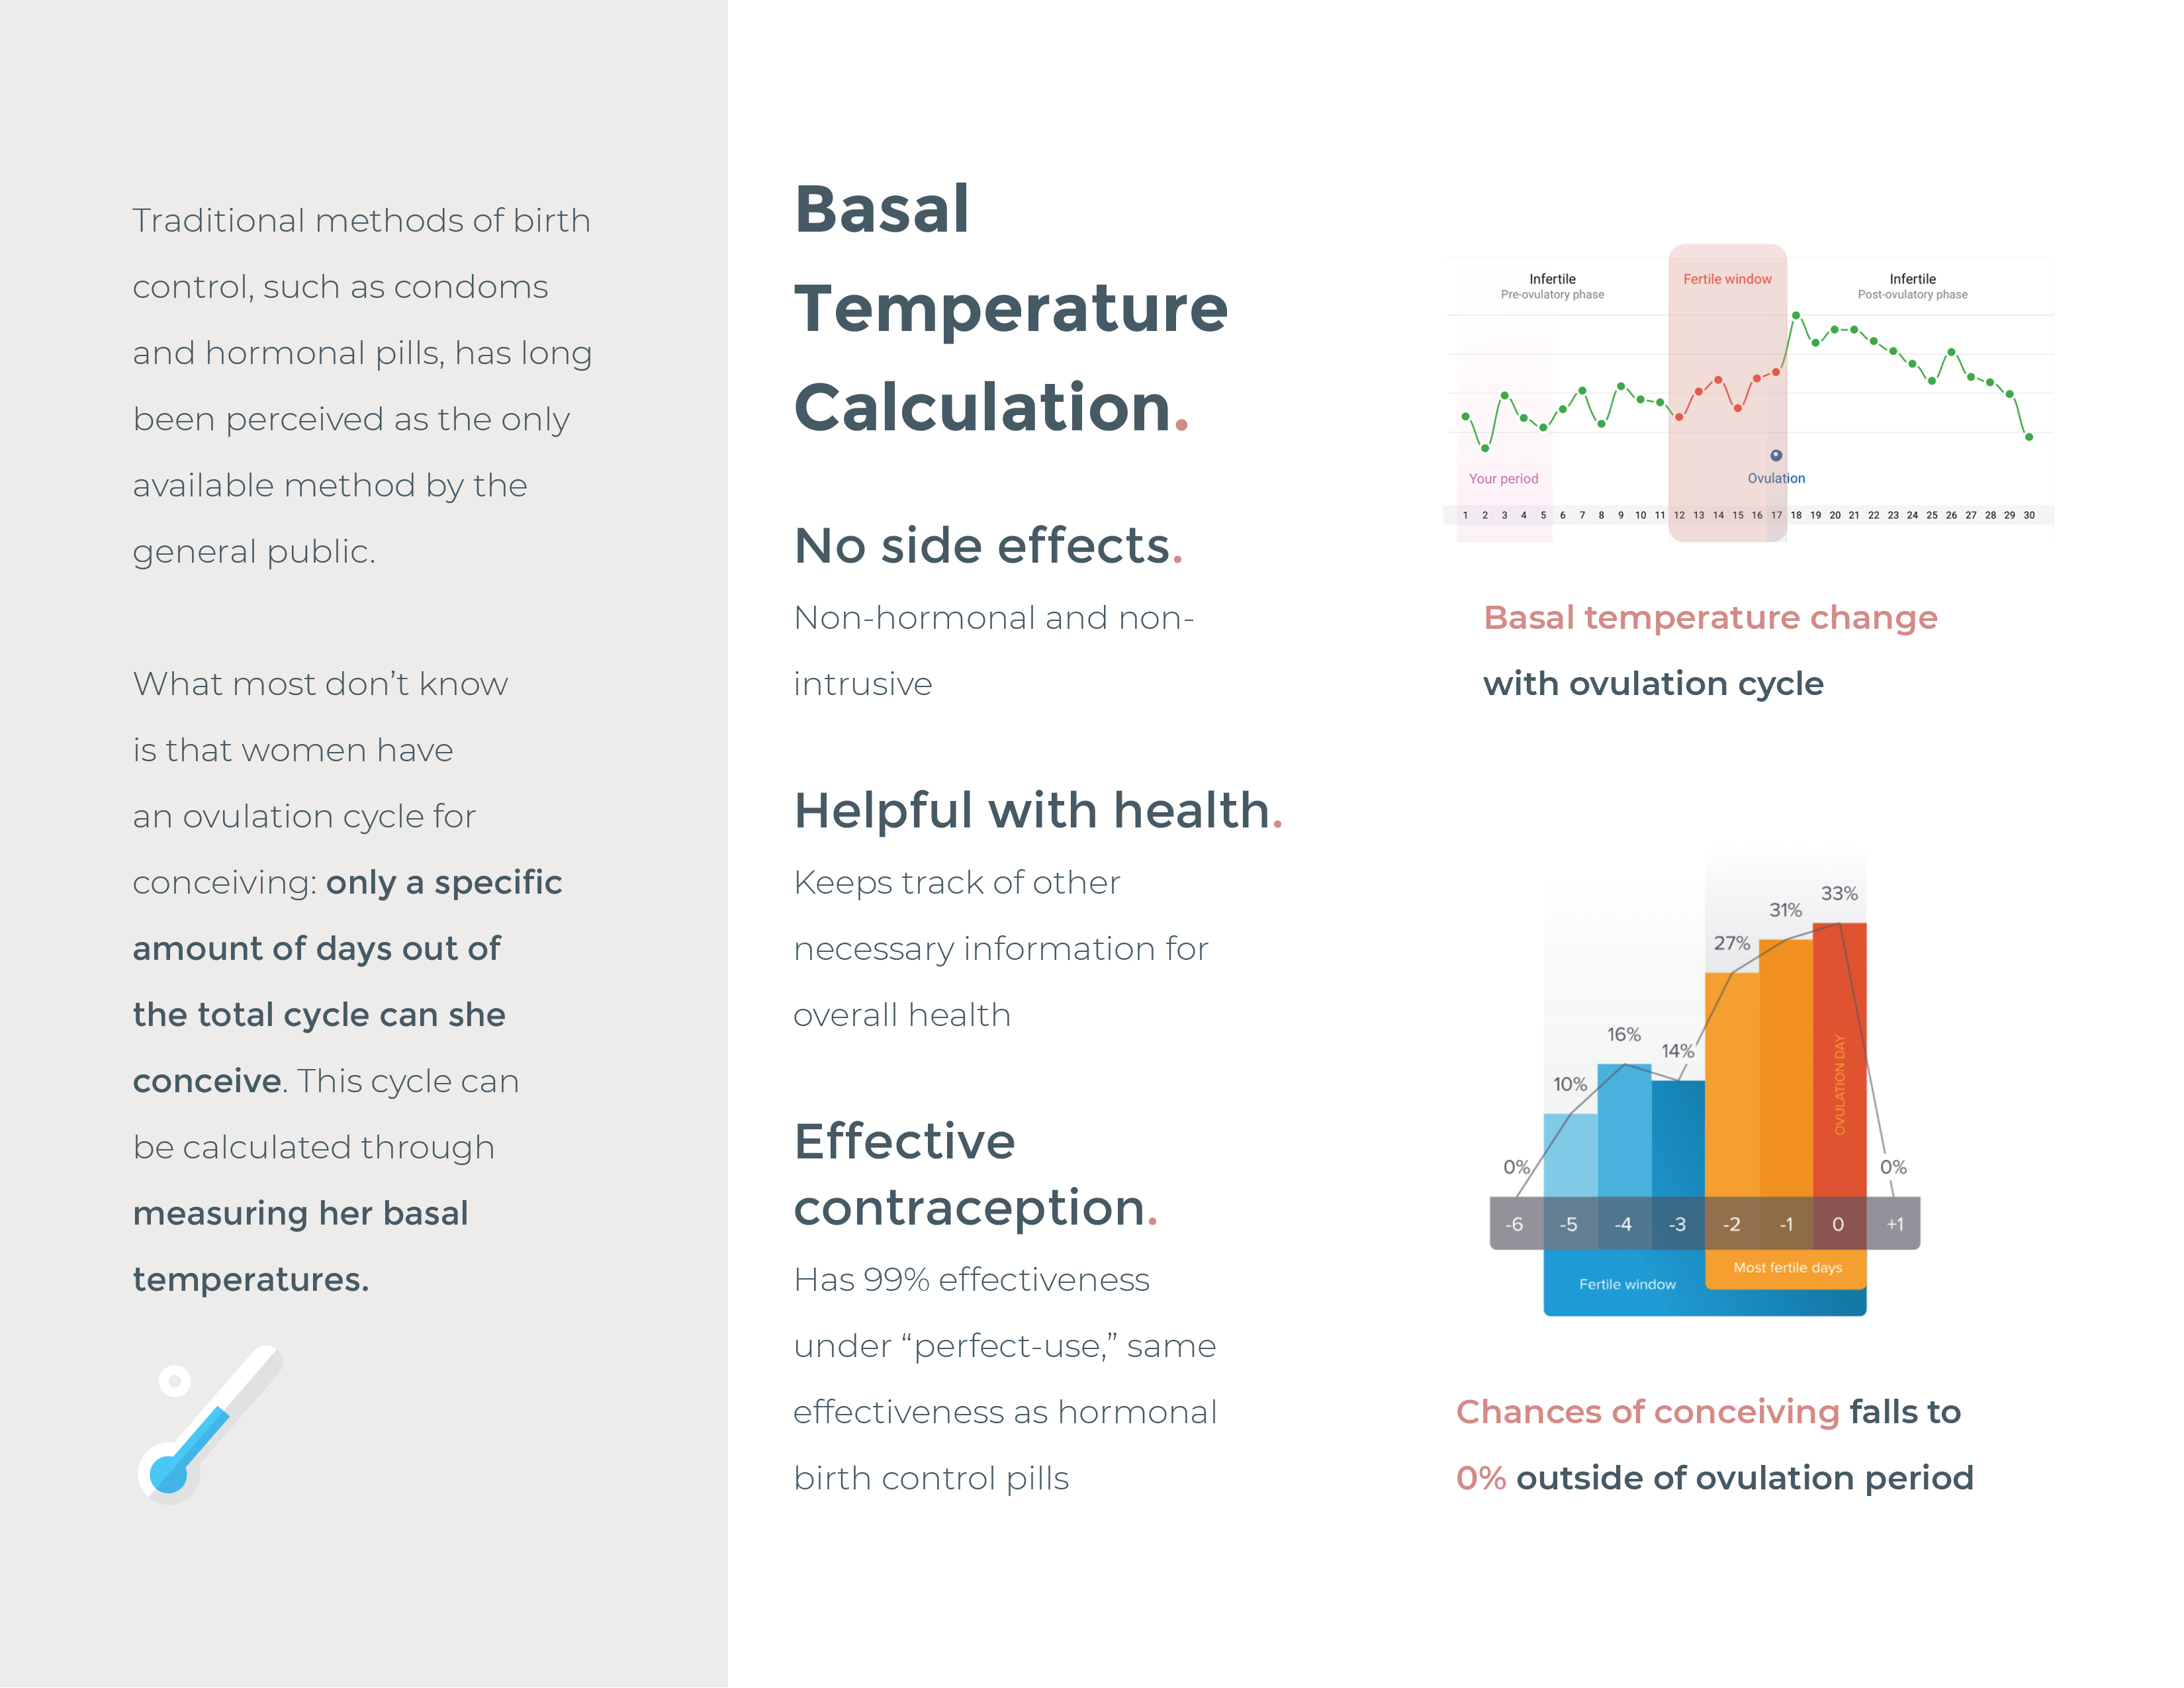 Traditional methods of birth
control, such as condoms
and hormonal pills, has long
been perceived as the only
available method by the
general public.
What most don’t know
is that women have
an ovulation cycle for
conceiving: only a specific
amount of days out of
the total cycle can she
conceive. This cycle can
be calculated through
measuring her basal
temperatures.
Basal
Temperature
Calculation.
No side effects.
Non-hormonal and non-
intrusive
Helpful with health.
Keeps track of other
necessary information for
overall health
Effective
contraception.
Has 99% effectiveness
under “perfect-use,” same
effectiveness as hormonal
birth control pills
Infertile
Pre-ovulatory phase
Fertile window
Infertile
Post-ovulatory phase
Your period
Ovulation
1 2 3 4 5 6 7 8 9 10 11 12 13 14 15 16 17 18 19 20 21 22 23 24 25 26 27 28 29 30
Basal temperature change
with ovulation cycle
0%
10%
16%
14%
27%
31%
33%
0%
OVULATION DAY
-6 -5 -4 -3 -2 -1 0 +1
Most fertile days
Fertile window
Chances of conceiving falls to
0% outside of ovulation period